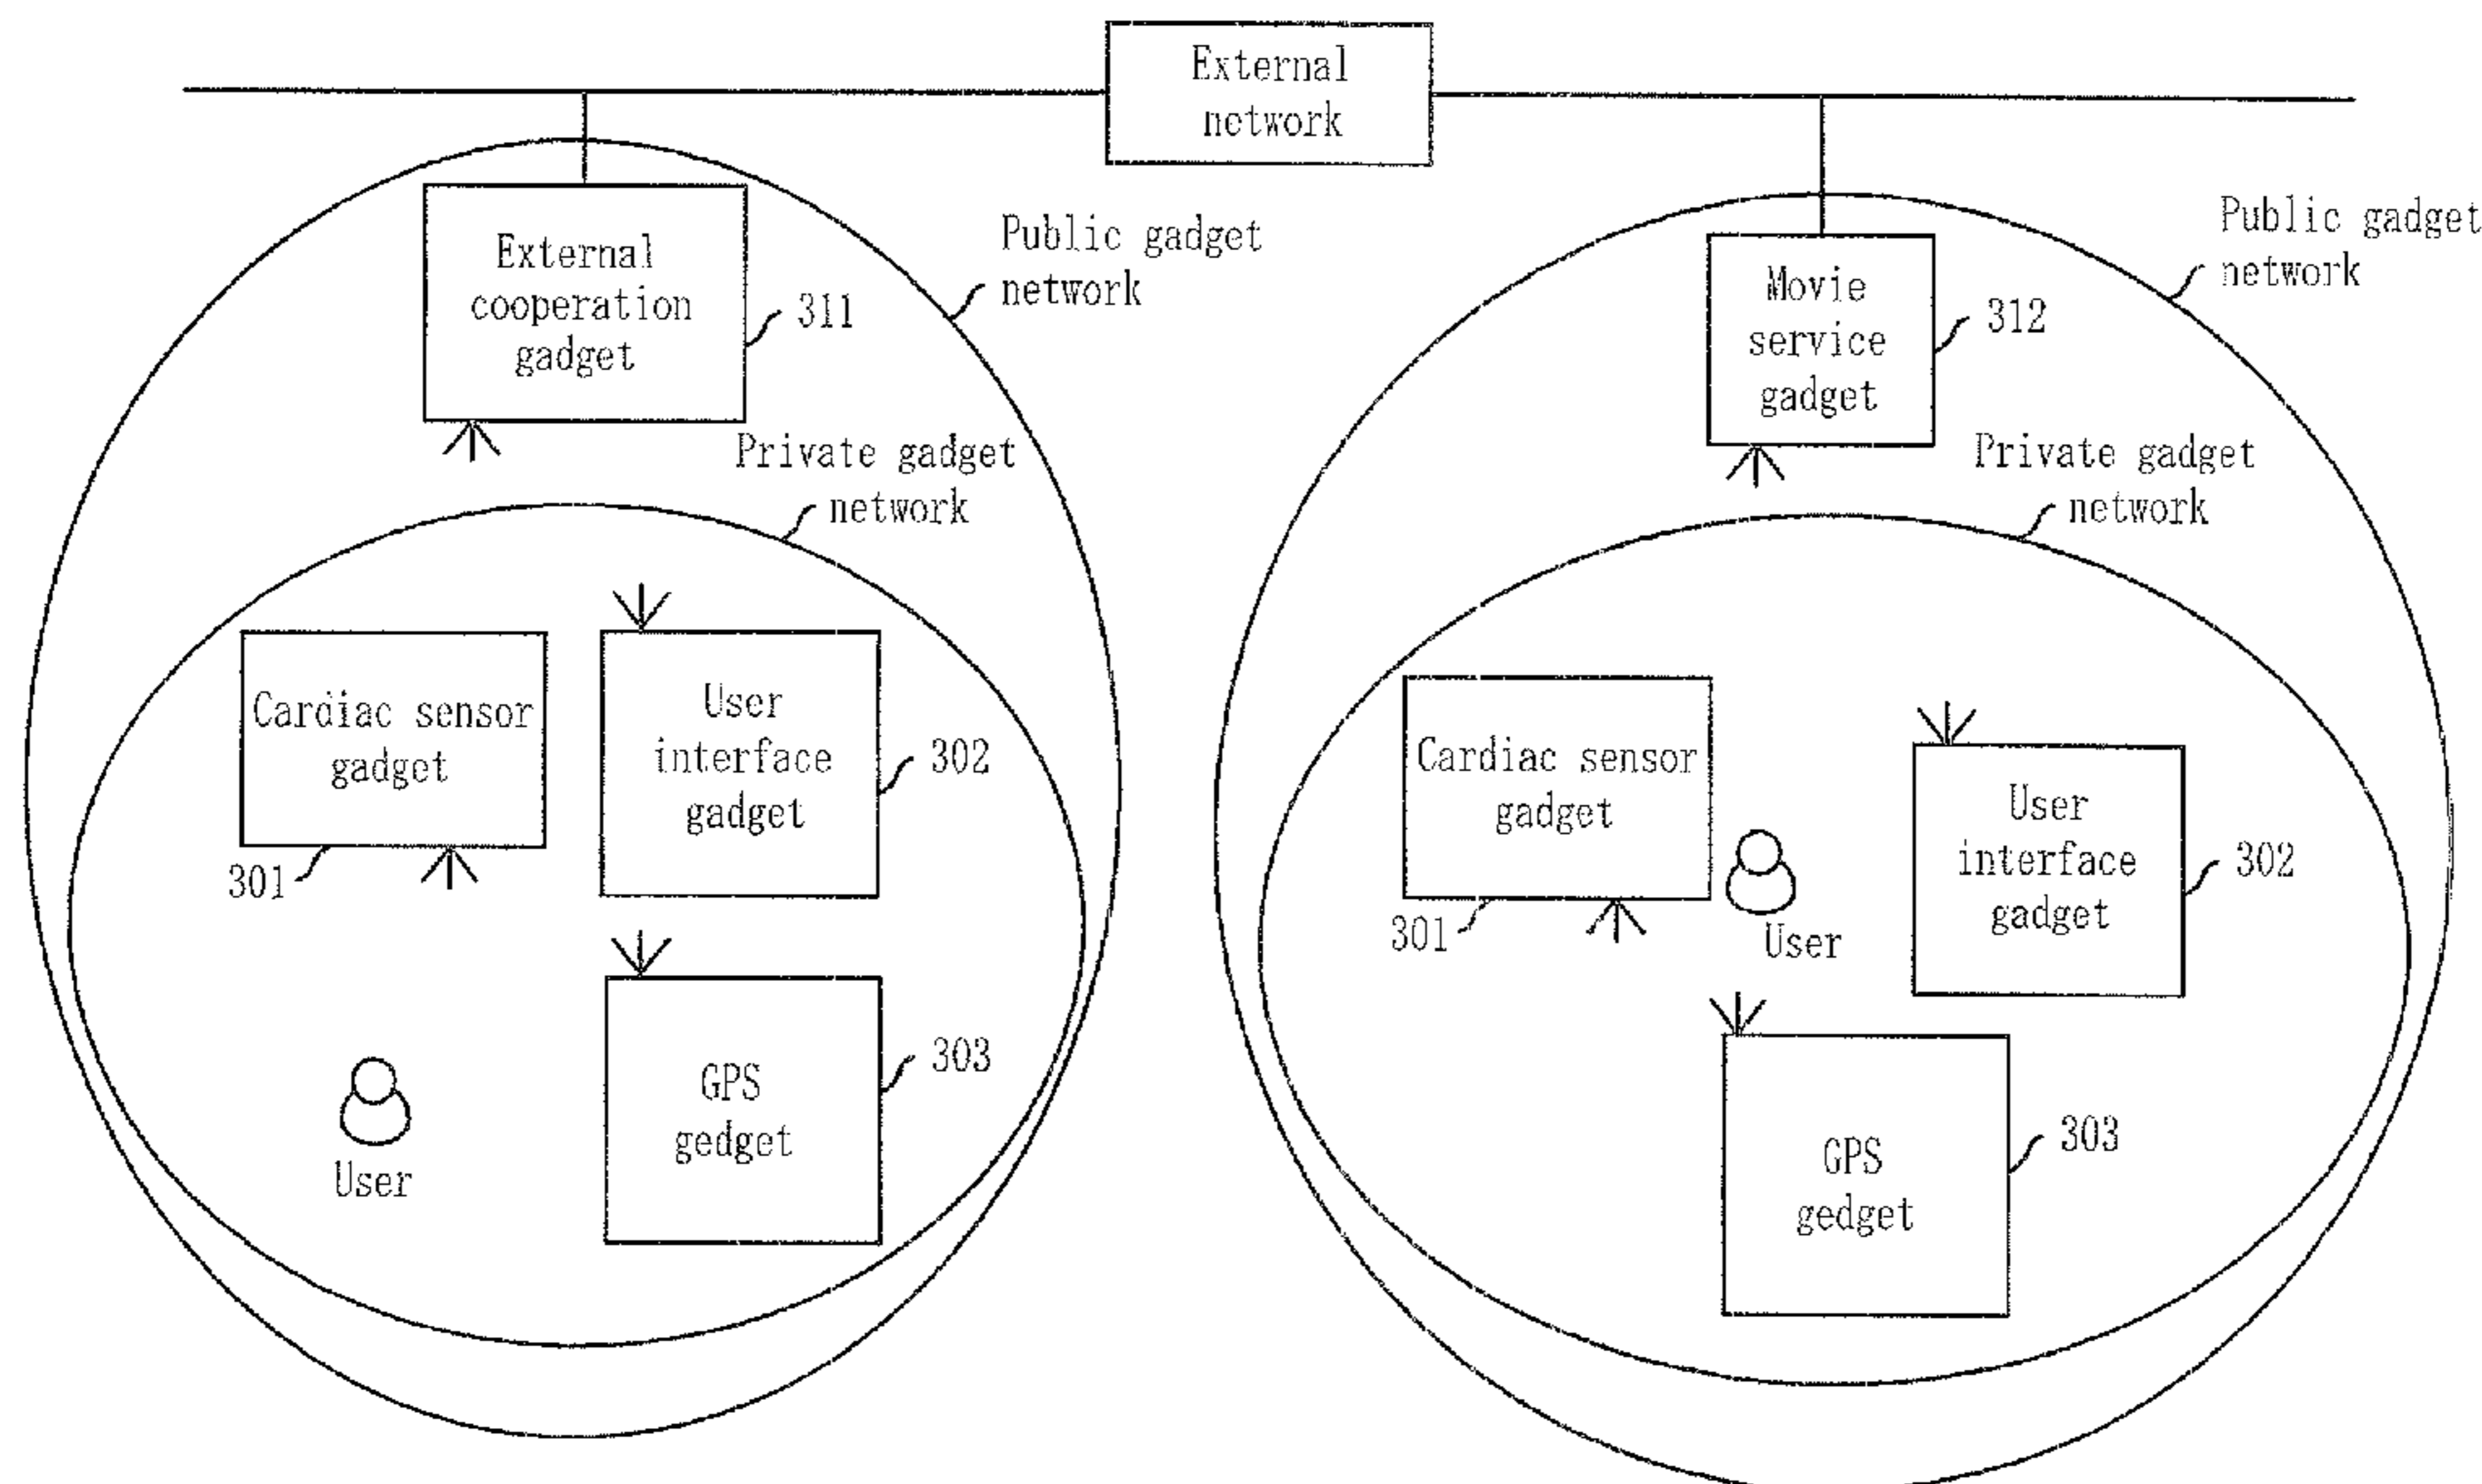 External
network
External
cooperation
gadget
311
Public gadget
network
Private gadget
network
Cardiac sensor
gadget
301
User
interface
gadget
302
GPS
gedget
303
User
Movie
service
gadget
312
Public gadget
network
Private gadget
network
Cardiac sensor
gadget
301
User
User
interface
gadget
302
GPS
gedget
303